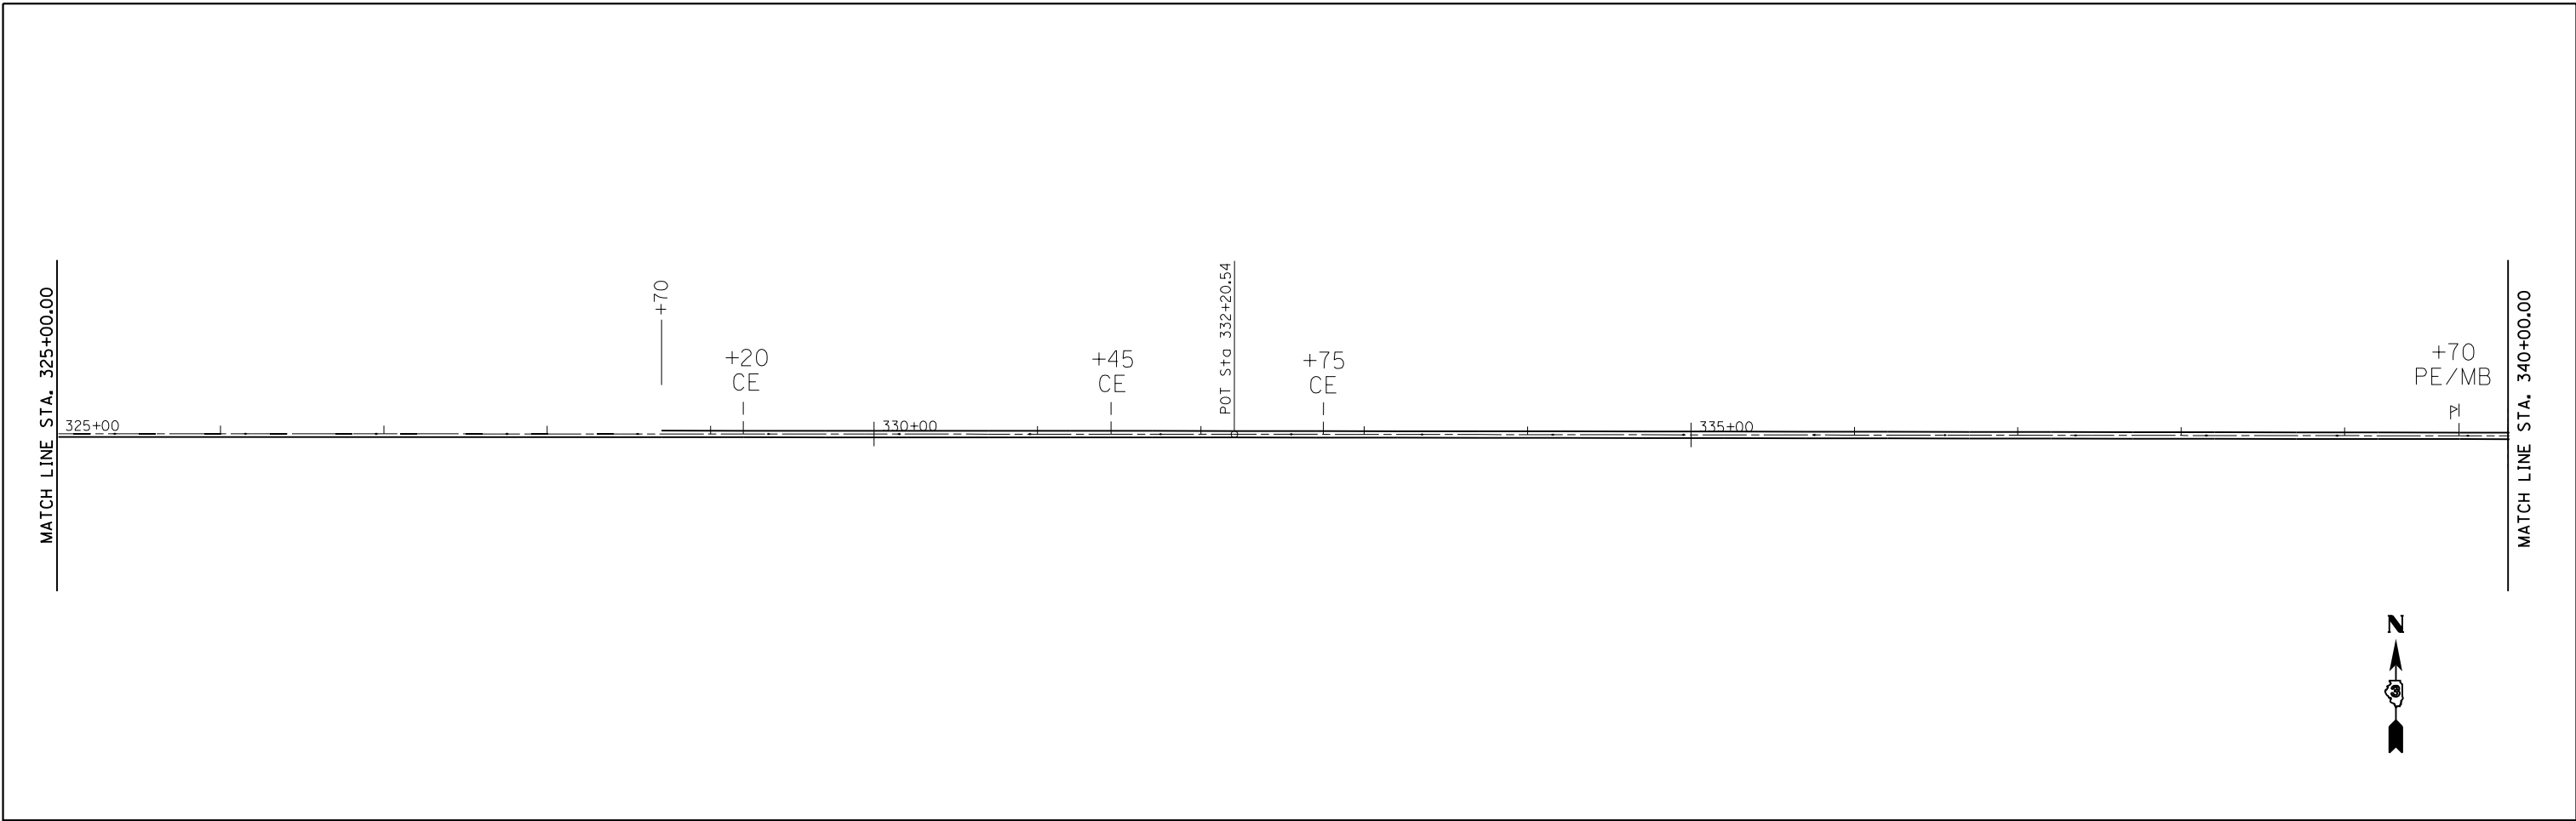 MATCH LINE STA. 325+00.00
325+00
+70
+20
CE
330+00
+45
CE
POT Sta 332+20.54
+75
CE
335+00
+70
PE/MB
P
MATCH LINE STA. 340+00.00
N
3